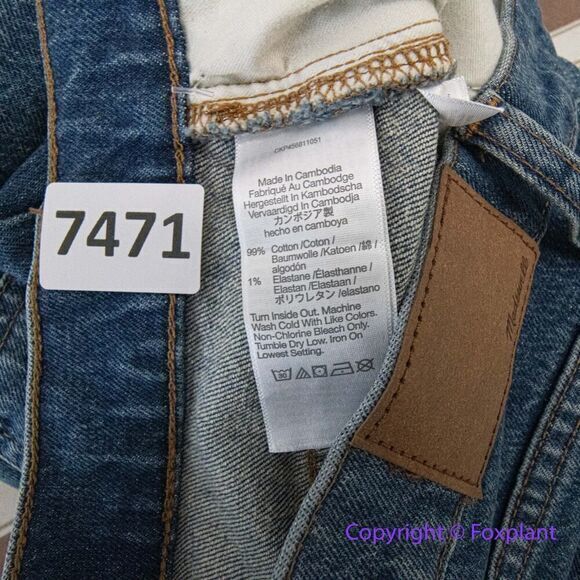 CKP456811051
Made In Cambodia
Fabriqué Au Cambodge
Hergestellt In Kambodscha
Vervaardigd In Cambodja
カンボジア製
hecho en camboya
7471
99% Cotton /Coton /
Baumwolle /Katoen /綿 /
algodón
1% Elastane /Élasthanne /
Elastan /Elastaan /
ポリウレタン /elastano
Turn Inside Out. Machine
Wash Cold With Like Colors.
Non-Chlorine Bleach Only.
Tumble Dry Low. Iron On
Lowest Setting.
30
Madewell
Copyright © Foxplant